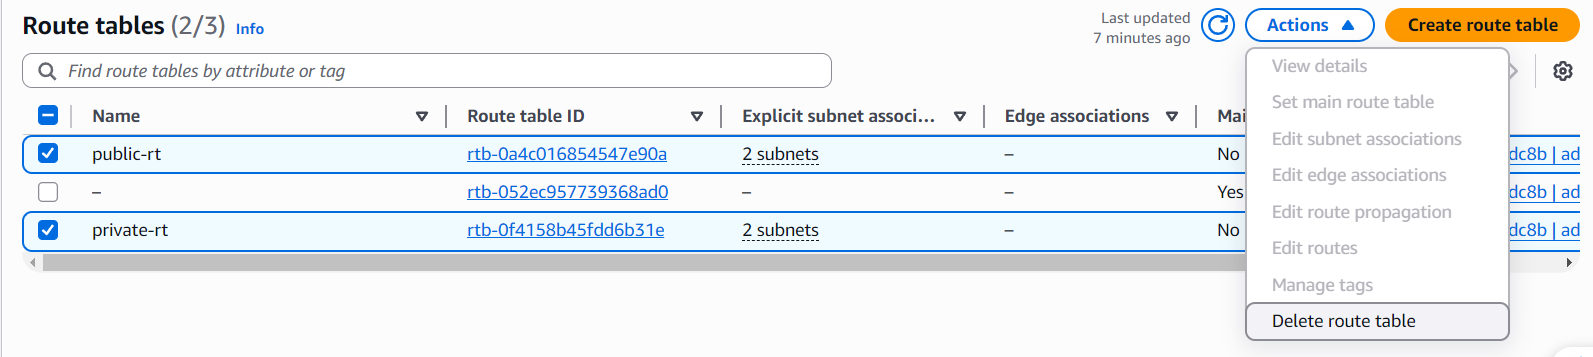 Route tables (2/3) Info
Last updated
7 minutes ago
Actions
Create route table
Find route tables by attribute or tag
View details
Set main route table
Edit subnet associations
Edit edge associations
Edit route propagation
Edit routes
Manage tags
Delete route table
Name Route table ID Explicit subnet associ... Edge associations Mai
public-rt rtb-0a4c016854547e90a 2 subnets – No dc8b | ad
– rtb-052ec957739368ad0 – – Yes dc8b | ad
private-rt rtb-0f4158b45fdd6b31e 2 subnets – No dc8b | ad